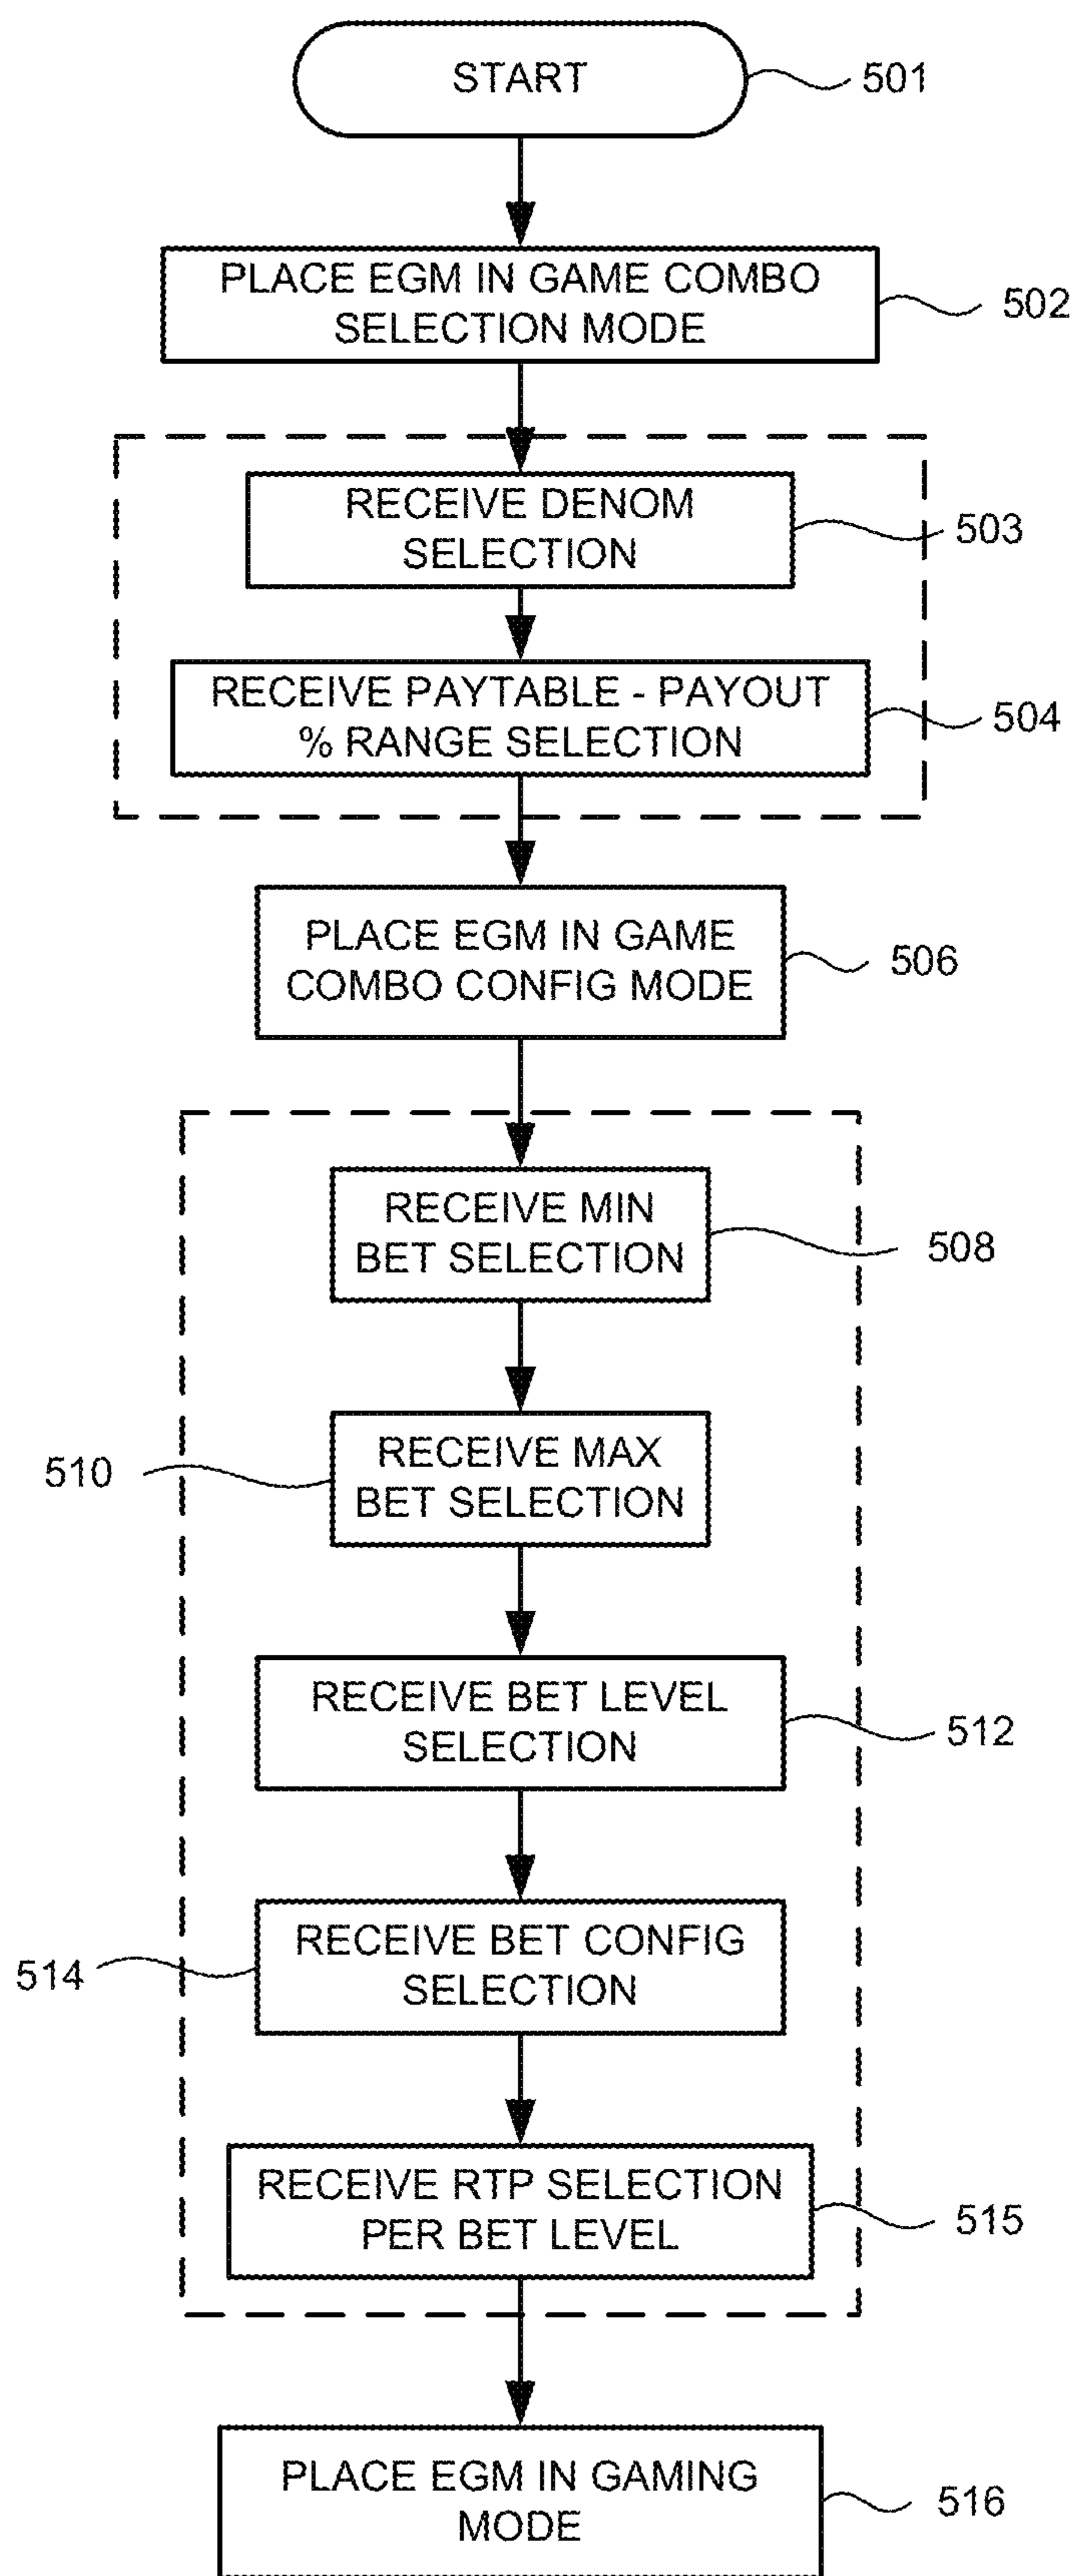 START
501
PLACE EGM IN GAME COMBO
SELECTION MODE
502
RECEIVE DENOM
SELECTION
503
RECEIVE PAYTABLE - PAYOUT
% RANGE SELECTION
504
PLACE EGM IN GAME
COMBO CONFIG MODE
506
RECEIVE MIN
BET SELECTION
508
RECEIVE MAX
BET SELECTION
510
RECEIVE BET LEVEL
SELECTION
512
RECEIVE BET CONFIG
SELECTION
514
RECEIVE RTP SELECTION
PER BET LEVEL
515
PLACE EGM IN GAMING
MODE
516